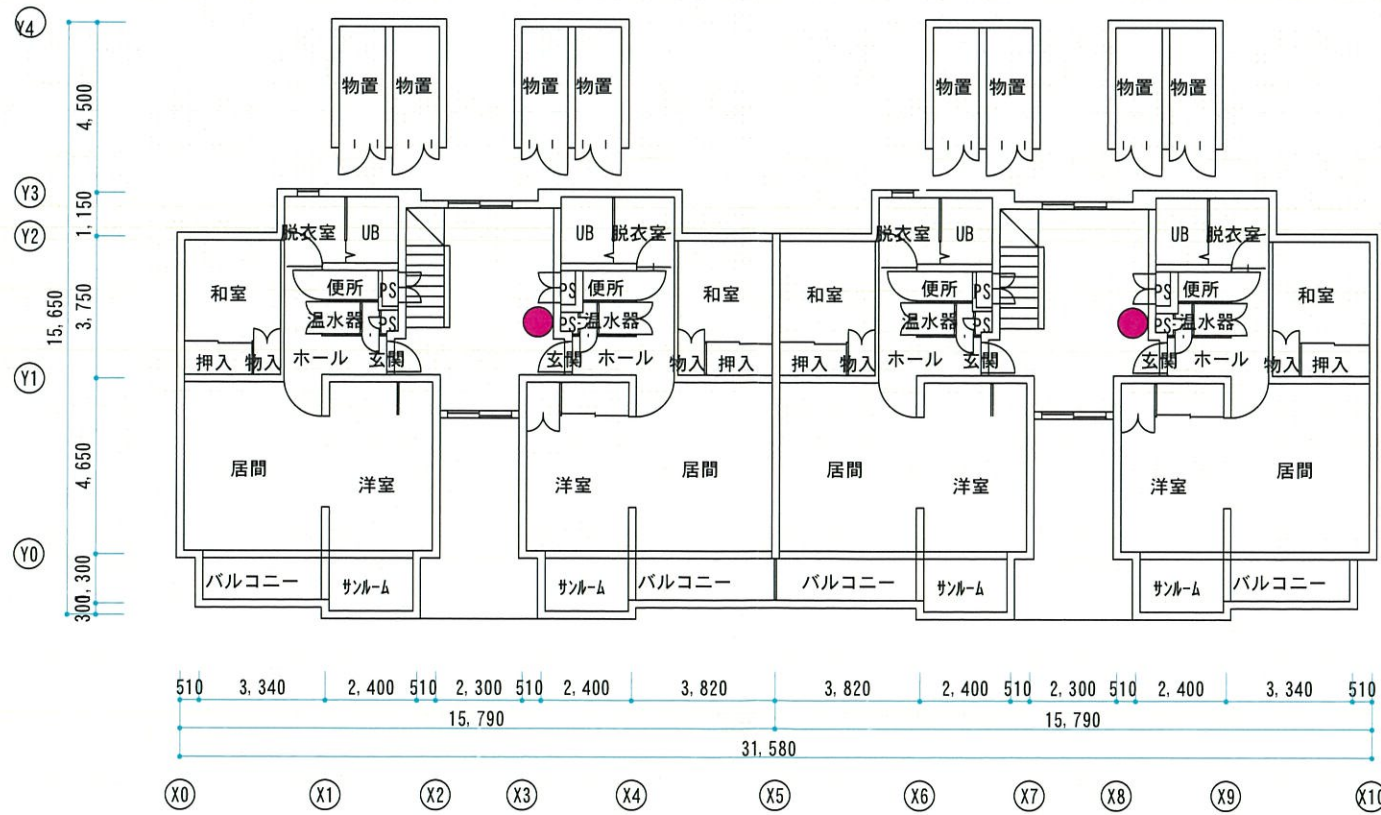 Y4
物置 物置 物置 物置 物置 物置 物置 物置
4,500
Y3
1,150
Y2
脱衣室 UB UB 脱衣室 脱衣室 UB UB 脱衣室
15,650
3,750
和室 便所 PS 便所 和室 和室 便所 PS PS 便所 和室
温水器 PS PS 温水器 温水器 PS PS 温水器
押入 物入 ホール 玄関 玄関 ホール 物入 押入 押入 物入 ホール 玄関 玄関 ホール 物入 押入
Y1
4,650
居間 洋室 洋室 居間 居間 洋室 洋室 居間
Y0
バルコニー サンルーム サンルーム バルコニー バルコニー サンルーム サンルーム バルコニー
1,300
300
510 3,340 2,400 510 2,300 510 2,400 3,820 3,820 2,400 510 2,300 510 2,400 3,340 510
15,790 15,790
31,580
X0 X1 X2 X3 X4 X5 X6 X7 X8 X9 X10